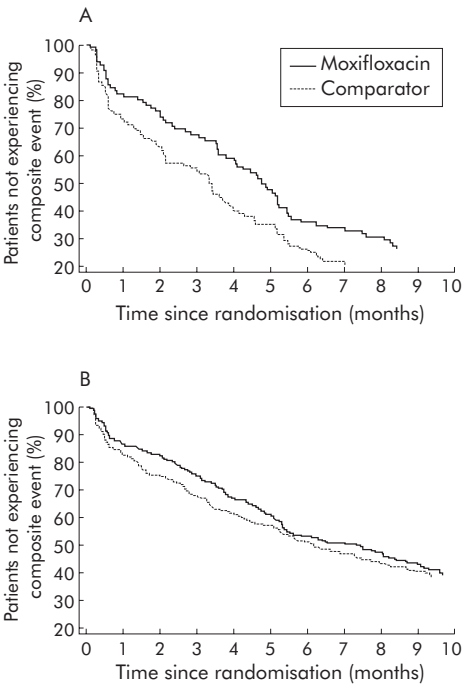 A
Patients not experiencing
composite event (%)
100
90
80
70
60
50
40
30
20
Moxifloxacin
Comparator
0 1 2 3 4 5 6 7 8 9 10
Time since randomisation (months)
B
Patients not experiencing
composite event (%)
100
90
80
70
60
50
40
30
20
0 1 2 3 4 5 6 7 8 9 10
Time since randomisation (months)